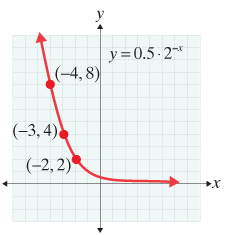 y
y = 0.5 · 2⁻ˣ
(−4, 8)
(−3, 4)
(−2, 2)
x